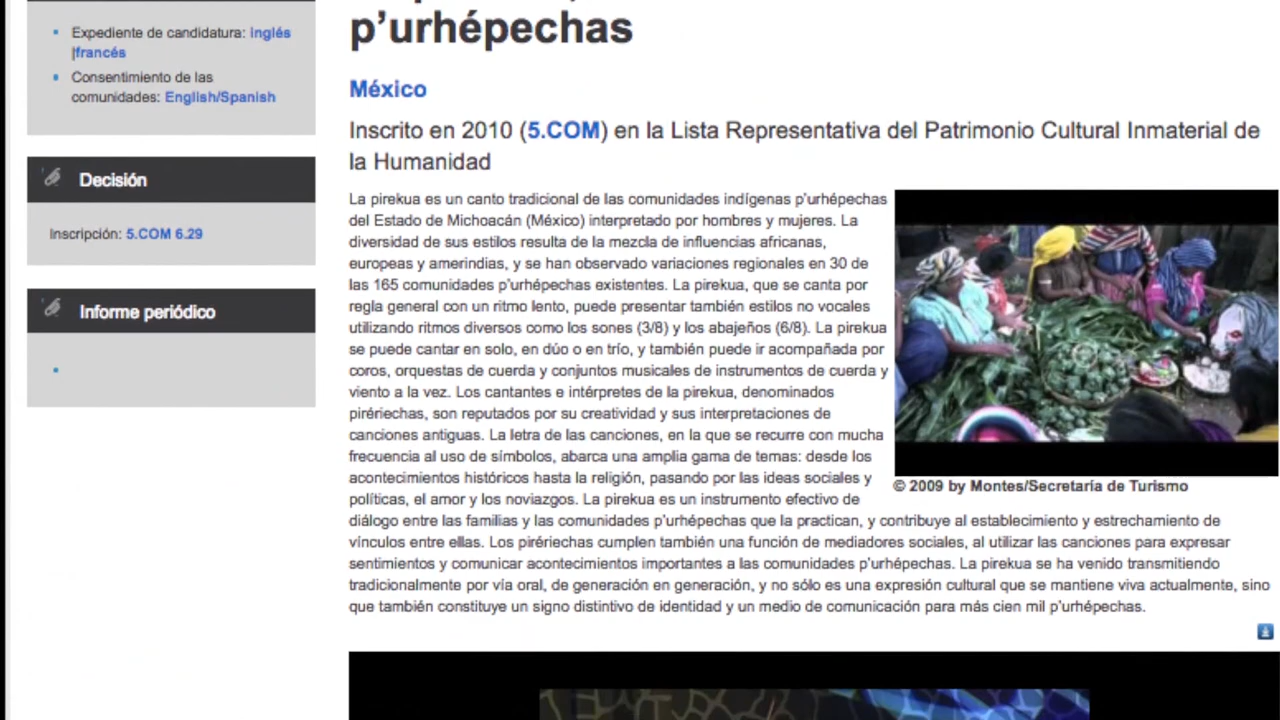 Expediente de candidatura: inglés
|francés
Consentimiento de las
comunidades: English/Spanish
Decisión
Inscripción: 5.COM 6.29
Informe periódico
p’urhépechas
México
Inscrito en 2010 (5.COM) en la Lista Representativa del Patrimonio Cultural Inmaterial de
la Humanidad
La pirekua es un canto tradicional de las comunidades indígenas p’urhépechas
del Estado de Michoacán (México) interpretado por hombres y mujeres. La
diversidad de sus estilos resulta de la mezcla de influencias africanas,
europeas y amerindias, y se han observado variaciones regionales en 30 de
las 165 comunidades p’urhépechas existentes. La pirekua, que se canta por
regla general con un ritmo lento, puede presentar también estilos no vocales
utilizando ritmos diversos como los sones (3/8) y los abajeños (6/8). La pirekua
se puede cantar en solo, en dúo o en trío, y también puede ir acompañada por
coros, orquestas de cuerda y conjuntos musicales de instrumentos de cuerda y
viento a la vez. Los cantantes e intérpretes de la pirekua, denominados
pirériechas, son reputados por su creatividad y sus interpretaciones de
canciones antiguas. La letra de las canciones, en la que se recurre con mucha
frecuencia al uso de símbolos, abarca una amplia gama de temas: desde los
acontecimientos históricos hasta la religión, pasando por las ideas sociales y
políticas, el amor y los noviazgos. La pirekua es un instrumento efectivo de
diálogo entre las familias y las comunidades p’urhépechas que la practican, y contribuye al establecimiento y estrechamiento de
vínculos entre ellas. Los pirériechas cumplen también una función de mediadores sociales, al utilizar las canciones para expresar
sentimientos y comunicar acontecimientos importantes a las comunidades p’urhépechas. La pirekua se ha venido transmitiendo
tradicionalmente por vía oral, de generación en generación, y no sólo es una expresión cultural que se mantiene viva actualmente, sino
que también constituye un signo distintivo de identidad y un medio de comunicación para más cien mil p’urhépechas.
© 2009 by Montes/Secretaría de Turismo